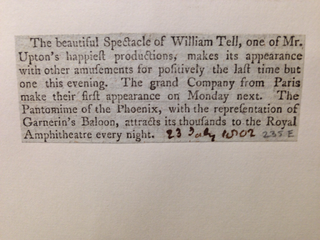 The beautiful Spectacle of William Tell, one of Mr.
Upton's happiest productions, makes its appearance
with other amusements for positively the last time but
one this evening. The grand Company from Paris
make their first appearance on Monday next. The
Pantomime of the Phoenix, with the representation of
Garnerin's Baloon, attracts its thousands to the Royal
Amphitheatre every night. 23 July 1802 235 E